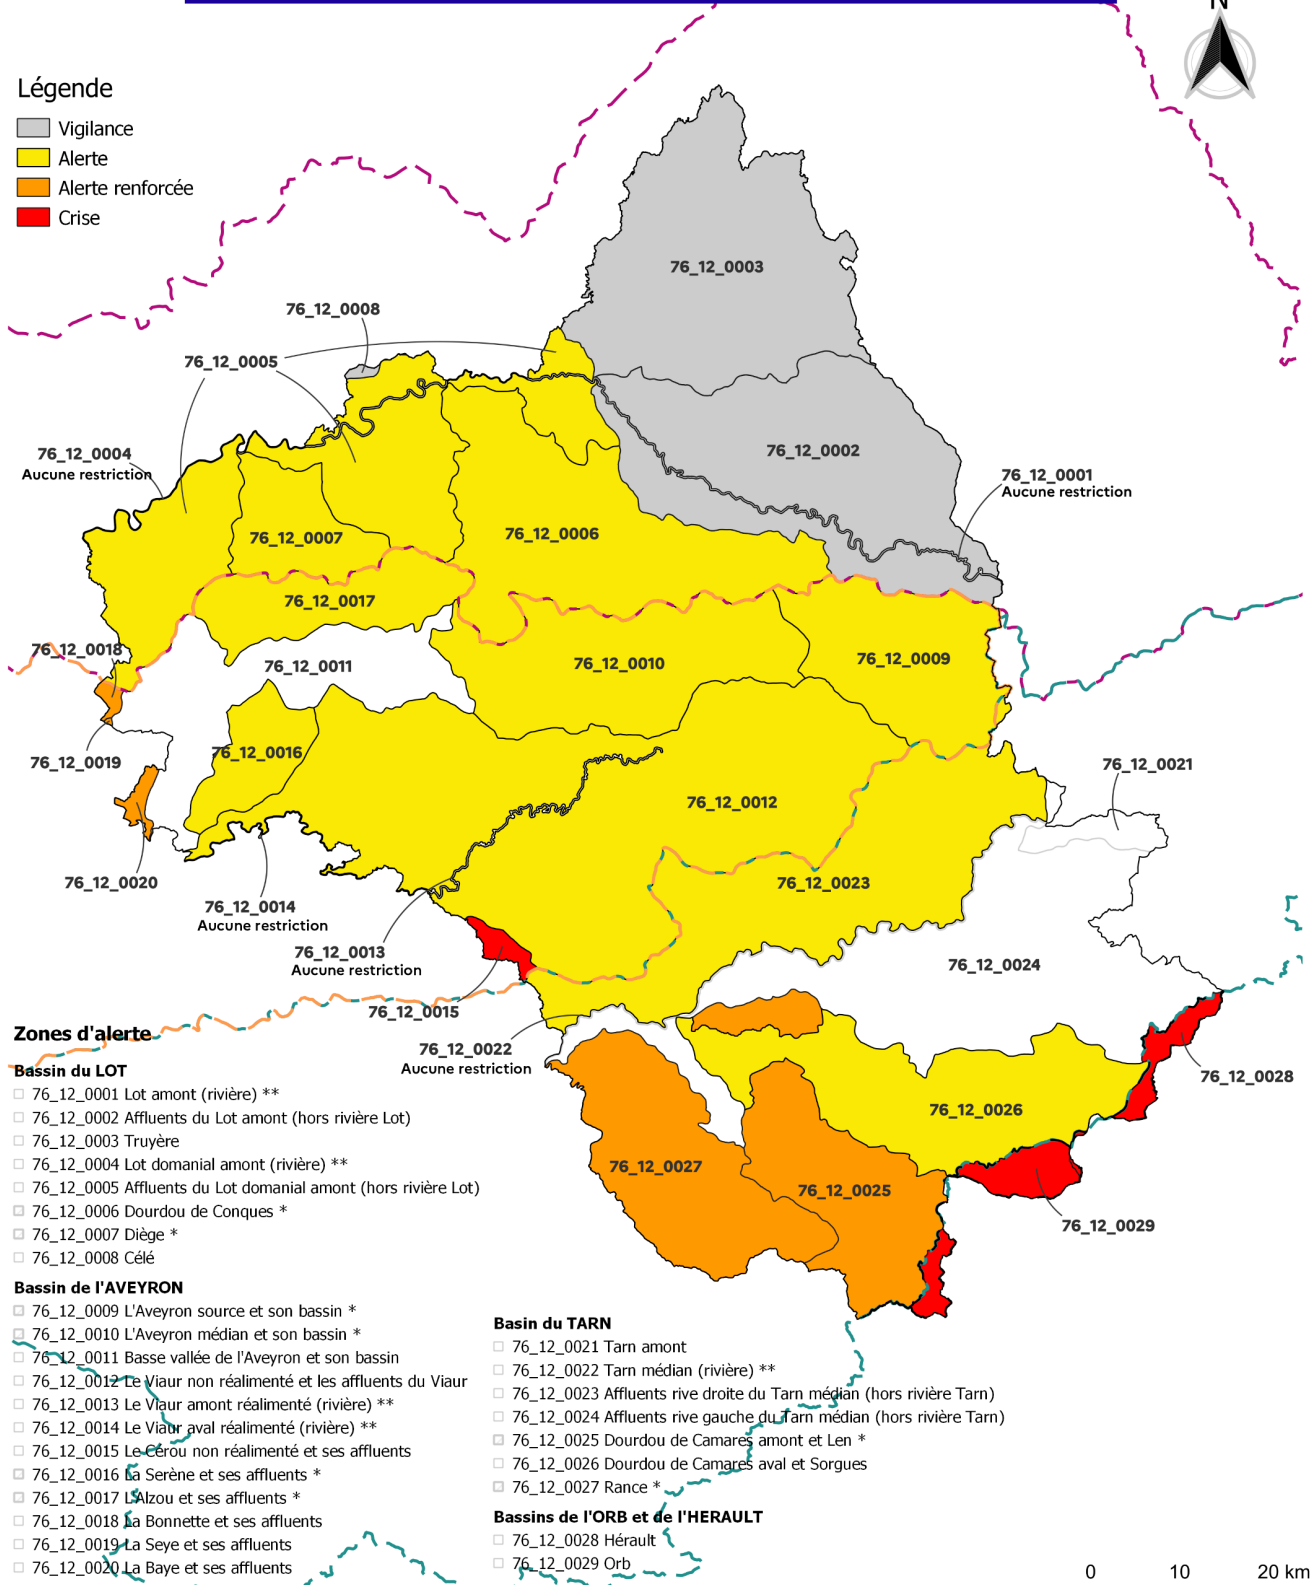 N
Légende
Vigilance
Alerte
Alerte renforcée
Crise
76_12_0003
76_12_0008
76_12_0005
76_12_0004
Aucune restriction
76_12_0002
76_12_0001
Aucune restriction
76_12_0007
76_12_0006
76_12_0017
76_12_0018
76_12_0011
76_12_0010
76_12_0009
76_12_0019
76_12_0016
76_12_0021
76_12_0012
76_12_0020
76_12_0023
76_12_0014
Aucune restriction
76_12_0013
Aucune restriction
76_12_0024
76_12_0015
76_12_0022
Aucune restriction
76_12_0028
76_12_0026
76_12_0027
76_12_0025
76_12_0029
Zones d'alerte
Bassin du LOT
76_12_0001 Lot amont (rivière) **
76_12_0002 Affluents du Lot amont (hors rivière Lot)
76_12_0003 Truyère
76_12_0004 Lot domanial amont (rivière) **
76_12_0005 Affluents du Lot domanial amont (hors rivière Lot)
76_12_0006 Dourdou de Conques *
76_12_0007 Diège *
76_12_0008 Célé
Bassin de l'AVEYRON
76_12_0009 L'Aveyron source et son bassin *
76_12_0010 L'Aveyron médian et son bassin *
76_12_0011 Basse vallée de l'Aveyron et son bassin
76_12_0012 Le Viaur non réalimenté et les affluents du Viaur
76_12_0013 Le Viaur amont réalimenté (rivière) **
76_12_0014 Le Viaur aval réalimenté (rivière) **
76_12_0015 Le Cérou non réalimenté et ses affluents
76_12_0016 La Serène et ses affluents *
76_12_0017 L'Alzou et ses affluents *
76_12_0018 La Bonnette et ses affluents
76_12_0019 La Seye et ses affluents
76_12_0020 La Baye et ses affluents
Basin du TARN
76_12_0021 Tarn amont
76_12_0022 Tarn médian (rivière) **
76_12_0023 Affluents rive droite du Tarn médian (hors rivière Tarn)
76_12_0024 Affluents rive gauche du Tarn médian (hors rivière Tarn)
76_12_0025 Dourdou de Camares amont et Len *
76_12_0026 Dourdou de Camares aval et Sorgues
76_12_0027 Rance *
Bassins de l'ORB et de l'HERAULT
76_12_0028 Hérault
76_12_0029 Orb
0 10 20 km